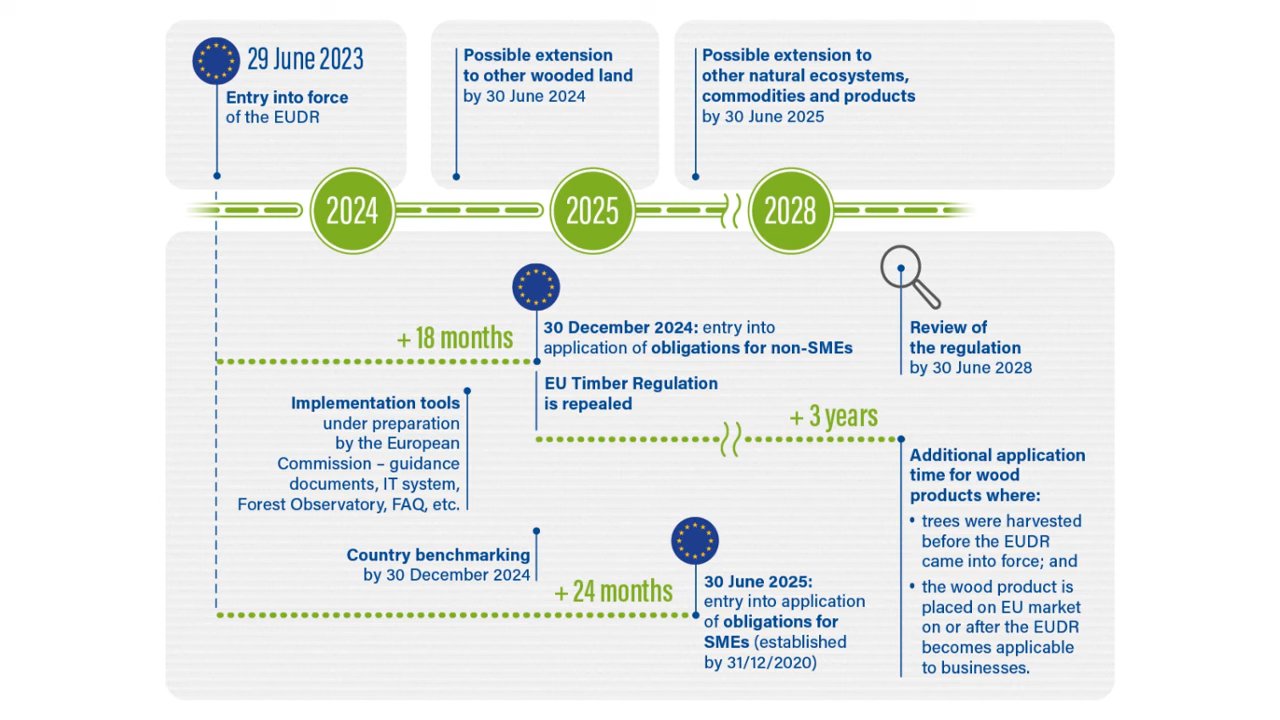 29 June 2023
Entry into force
of the EUDR
Possible extension
to other wooded land
by 30 June 2024
Possible extension to
other natural ecosystems,
commodities and products
by 30 June 2025
2024
2025
2028
+ 18 months
30 December 2024: entry into
application of obligations for non-SMEs
EU Timber Regulation
is repealed
Review of
the regulation
by 30 June 2028
Implementation tools
under preparation
by the European
Commission – guidance
documents, IT system,
Forest Observatory, FAQ, etc.
+ 3 years
Additional application
time for wood
products where:
• trees were harvested
before the EUDR
came into force; and
• the wood product is
placed on EU market
on or after the EUDR
becomes applicable
to businesses.
Country benchmarking
by 30 December 2024
+ 24 months
30 June 2025:
entry into application
of obligations for
SMEs (established
by 31/12/2020)